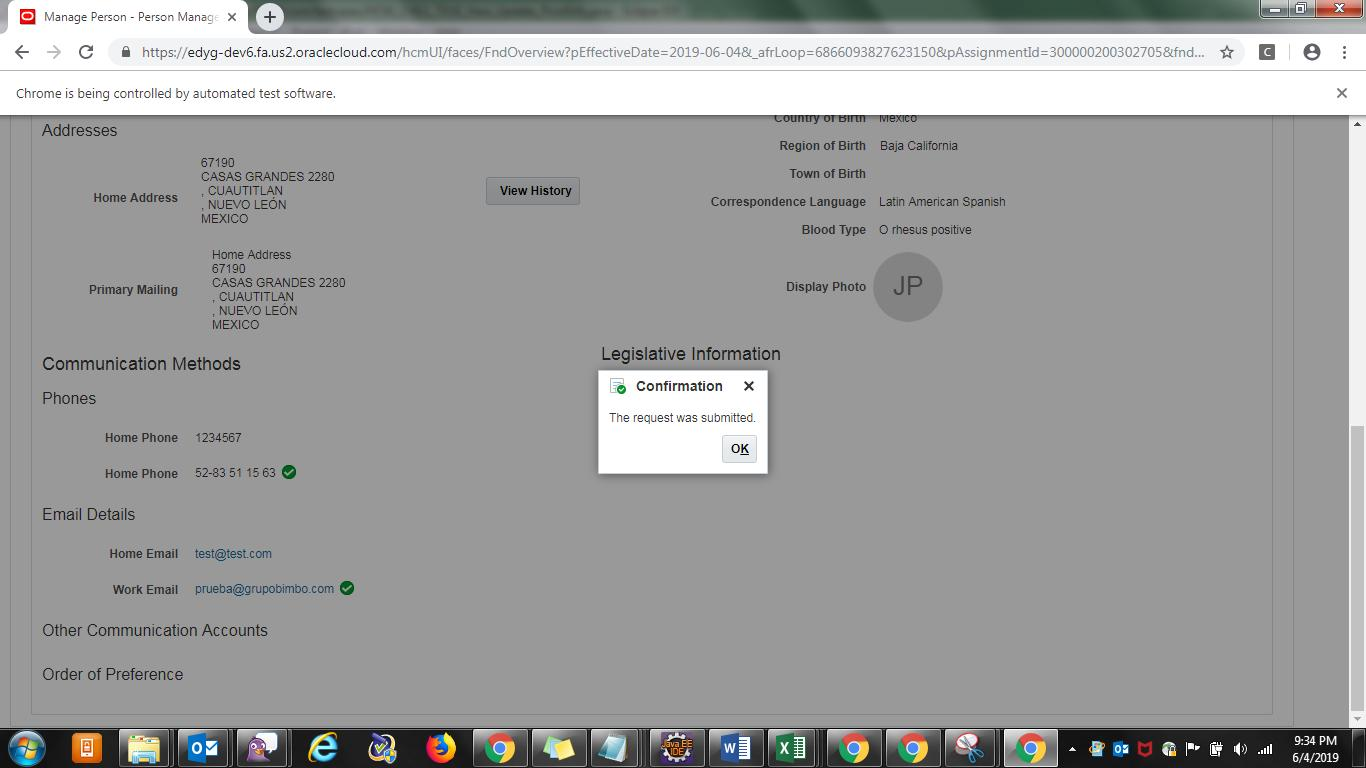 Manage Person - Person Manage
https://edyg-dev6.fa.us2.oraclecloud.com/hcmUI/faces/FndOverview?pEffectiveDate=2019-06-04&_afrLoop=6866093827623150&pAssignmentId=300000200302705&fnd...
C
Chrome is being controlled by automated test software.
Addresses
Home Address
67190
CASAS GRANDES 2280
, CUAUTITLAN
, NUEVO LEÓN
MEXICO
View History
Primary Mailing
Home Address
67190
CASAS GRANDES 2280
, CUAUTITLAN
, NUEVO LEÓN
MEXICO
Country of Birth Mexico
Region of Birth Baja California
Town of Birth
Correspondence Language Latin American Spanish
Blood Type O rhesus positive
Display Photo JP
Communication Methods
Phones
Home Phone 1234567
Home Phone 52-83 51 15 63
Email Details
Home Email test@test.com
Work Email prueba@grupobimbo.com
Other Communication Accounts
Order of Preference
Legislative Information
Confirmation
The request was submitted.
OK
Java EE
IDE
9:34 PM
6/4/2019